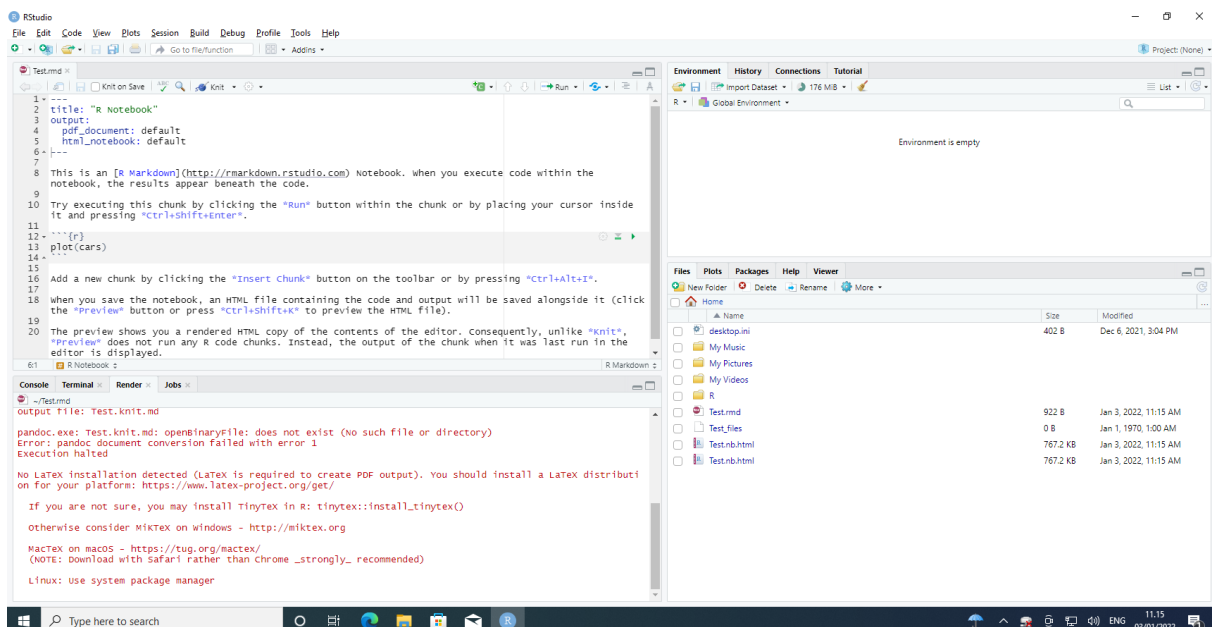 RStudio
File Edit Code View Plots Session Build Debug Profile Tools Help
Go to file/function Addins Project: (None)
Test.rmd
Knit on Save ABC Knit Run
1 ---
2 title: "R Notebook"
3 output:
4 pdf_document: default
5 html_notebook: default
6 ---
7
8 This is an [R Markdown](http://rmarkdown.rstudio.com) Notebook. When you execute code within the
notebook, the results appear beneath the code.
9
10 Try executing this chunk by clicking the *Run* button within the chunk or by placing your cursor inside
it and pressing *Ctrl+Shift+Enter*.
11
12 ```{r}
13 plot(cars)
14 ```
15
16 Add a new chunk by clicking the *Insert Chunk* button on the toolbar or by pressing *Ctrl+Alt+I*.
17
18 When you save the notebook, an HTML file containing the code and output will be saved alongside it (click
the *Preview* button or press *Ctrl+Shift+K* to preview the HTML file).
19
20 The preview shows you a rendered HTML copy of the contents of the editor. Consequently, unlike *Knit*,
*Preview* does not run any R code chunks. Instead, the output of the chunk when it was last run in the
editor is displayed.
6:1 R Notebook R Markdown
Console Terminal Render Jobs
~/Test.rmd
output file: Test.knit.md
pandoc.exe: Test.knit.md: openBinaryFile: does not exist (No such file or directory)
Error: pandoc document conversion failed with error 1
Execution halted
No LaTeX installation detected (LaTeX is required to create PDF output). You should install a LaTeX distributi
on for your platform: https://www.latex-project.org/get/
If you are not sure, you may install TinyTeX in R: tinytex::install_tinytex()
Otherwise consider MiKTeX on Windows - http://miktex.org
MacTeX on macOS - https://tug.org/mactex/
(NOTE: Download with Safari rather than Chrome _strongly_ recommended)
Linux: Use system package manager
Environment History Connections Tutorial
Import Dataset 176 MiB List
R Global Environment
Environment is empty
Files Plots Packages Help Viewer
New Folder Delete Rename More
Home
Name Size Modified
desktop.ini 402 B Dec 6, 2021, 3:04 PM
My Music
My Pictures
My Videos
R
Test.rmd 922 B Jan 3, 2022, 11:15 AM
Test_files 0 B Jan 1, 1970, 1:00 AM
Test.nb.html 767.2 KB Jan 3, 2022, 11:15 AM
Test.nb.html 767.2 KB Jan 3, 2022, 11:15 AM
Type here to search ENG 11.15
03/01/2022